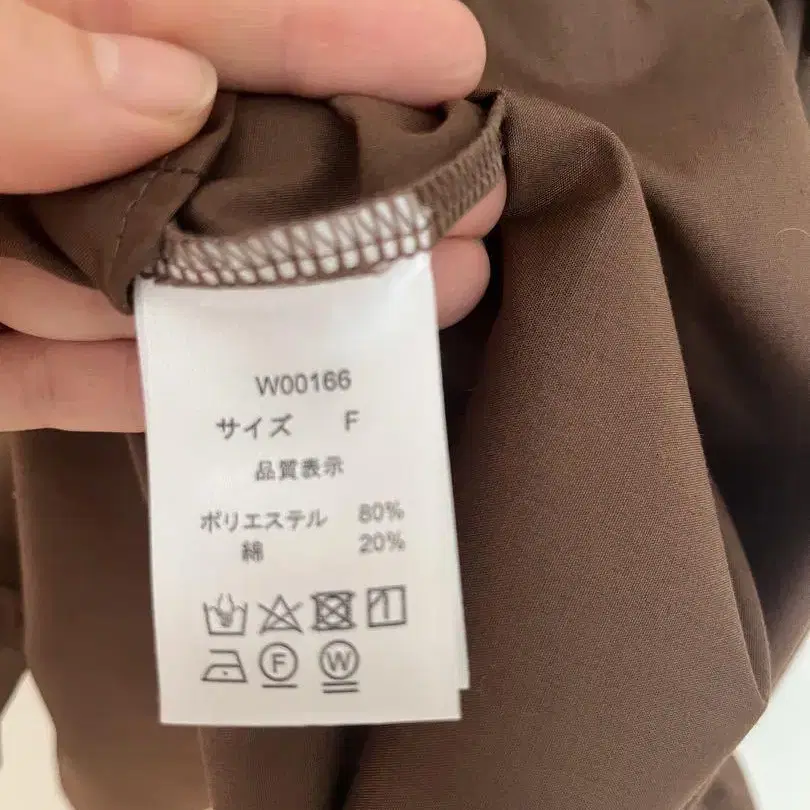 W00166
サイズ F
品質表示
ポリエステル 80%
綿 20%
F W